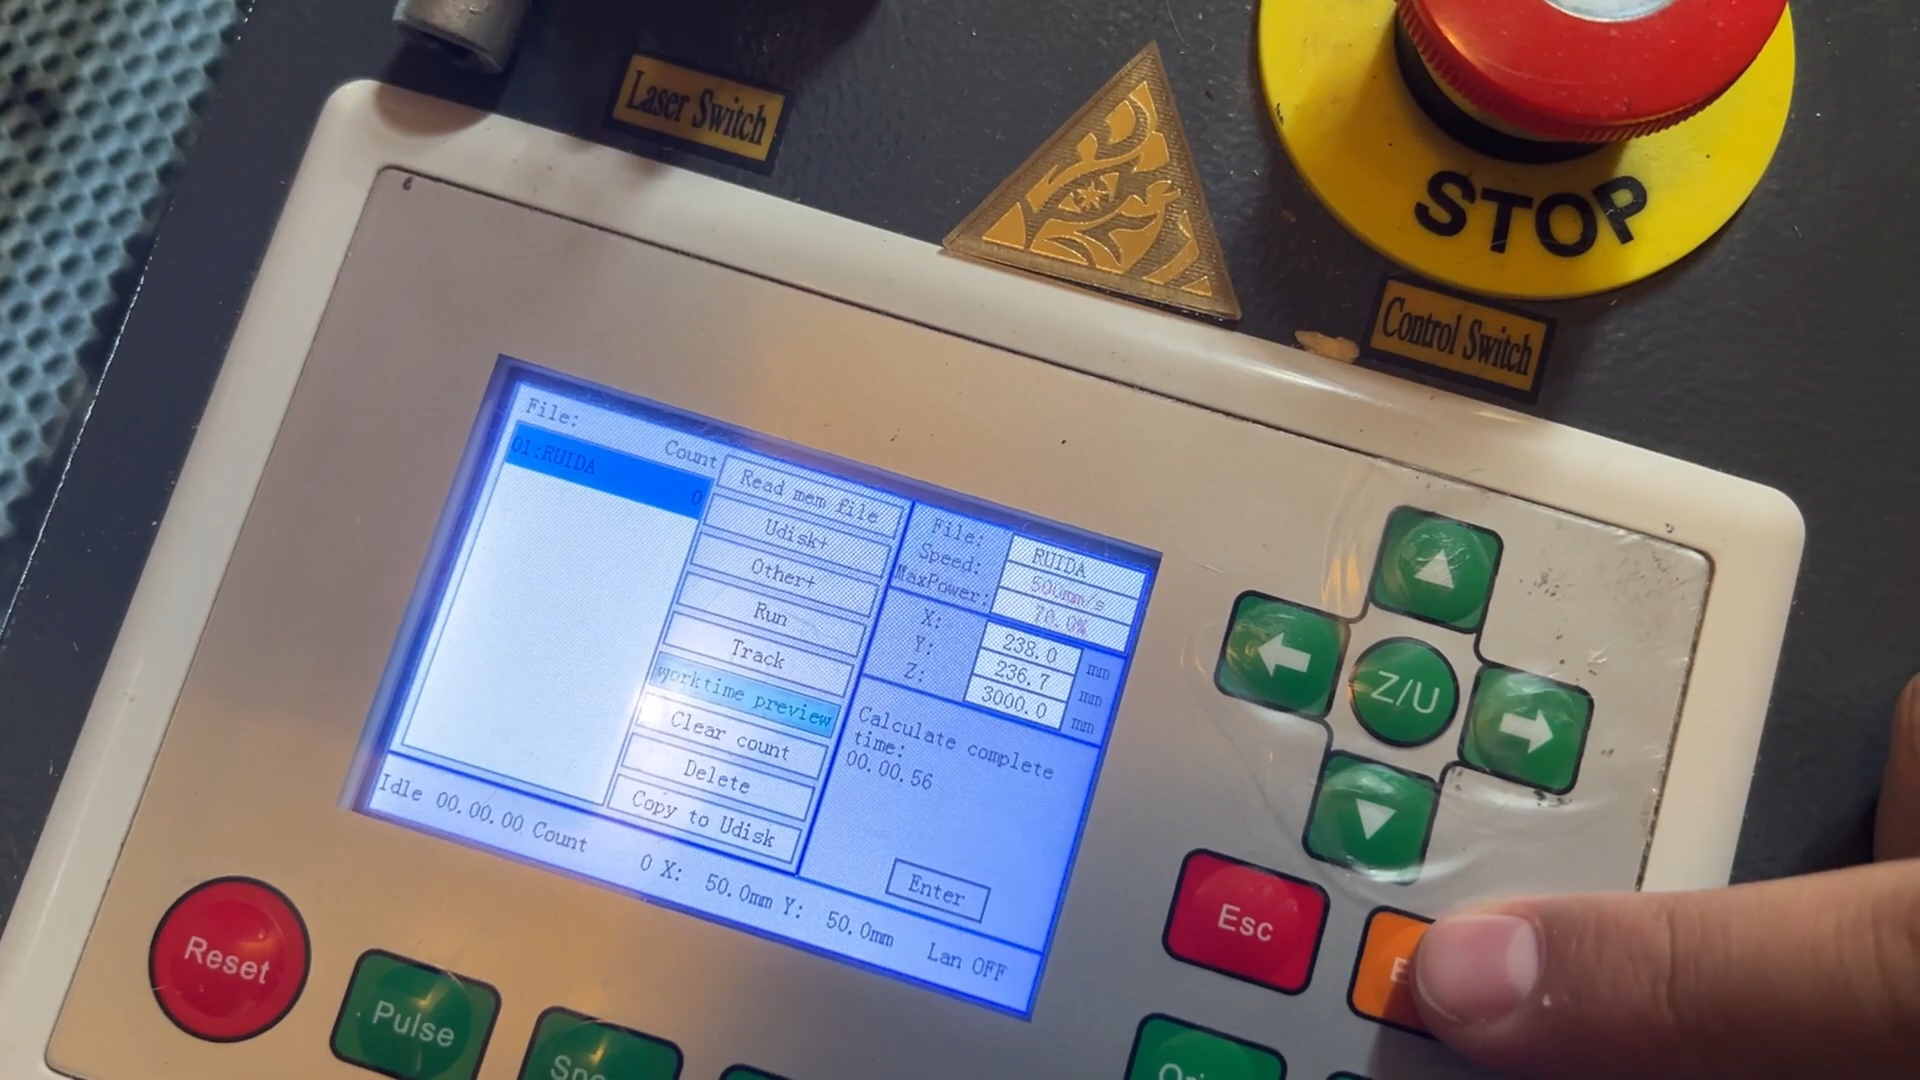 Laser Switch
STOP
Control Switch
File:
Count
01:RUIDA
0
Read mem file
Udisk+
Other+
Run
Track
worktime preview
Clear count
Delete
Copy to Udisk
File: RUIDA
Speed: 500mm/s
MaxPower: 70.0%
X: 238.0 mm
Y: 236.7 mm
Z: 3000.0 mm
Calculate complete
time:
00.00.56
Enter
Idle 00.00.00 Count 0 X: 50.0mm Y: 50.0mm Lan OFF
Z/U
Esc
Reset
Pulse